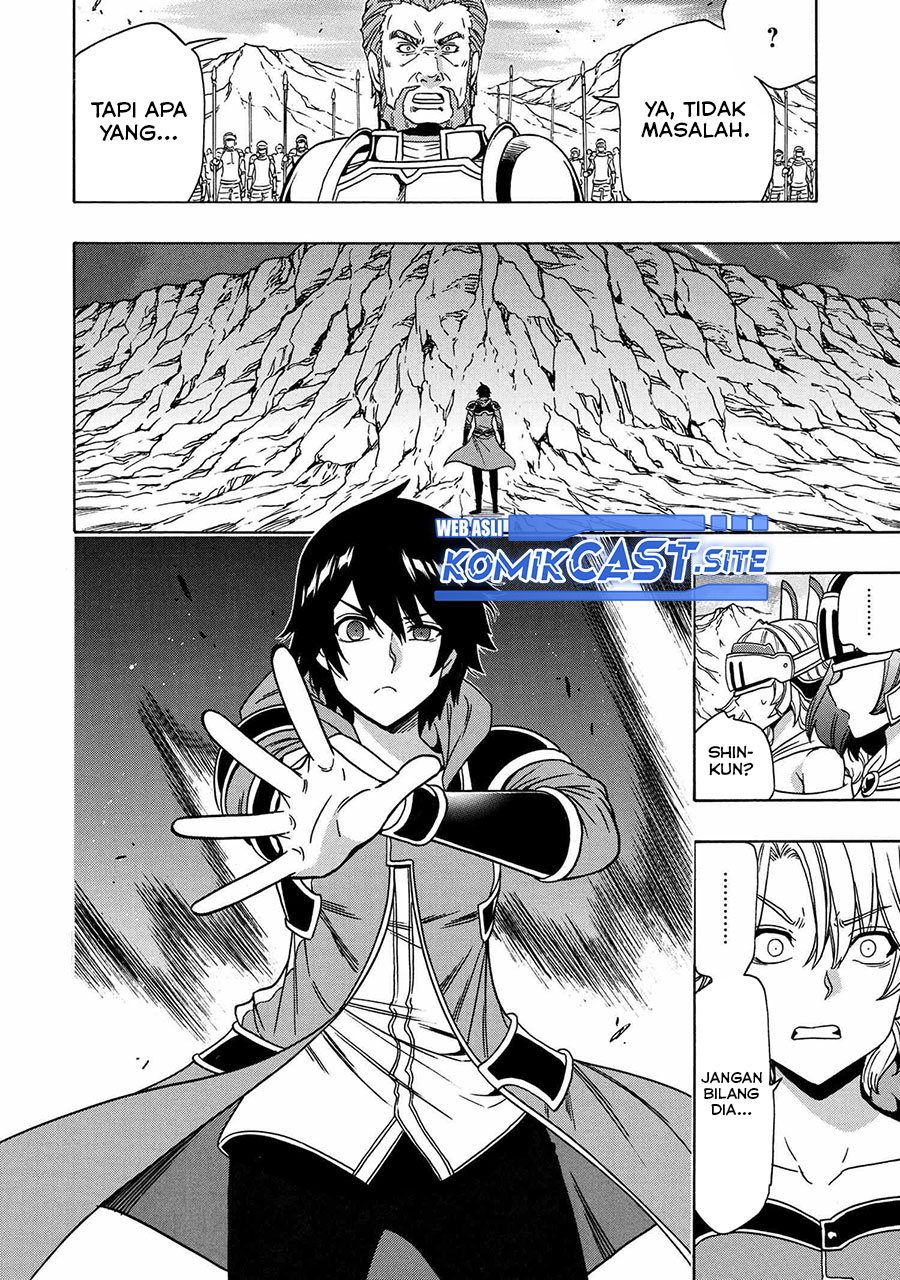 ?
YA, TIDAK
MASALAH.
TAPI APA
YANG...
WEB ASLI!
KOMIKCAST.SITE
.........
SHIN-
KUN?
.........
JANGAN
BILANG
DIA...